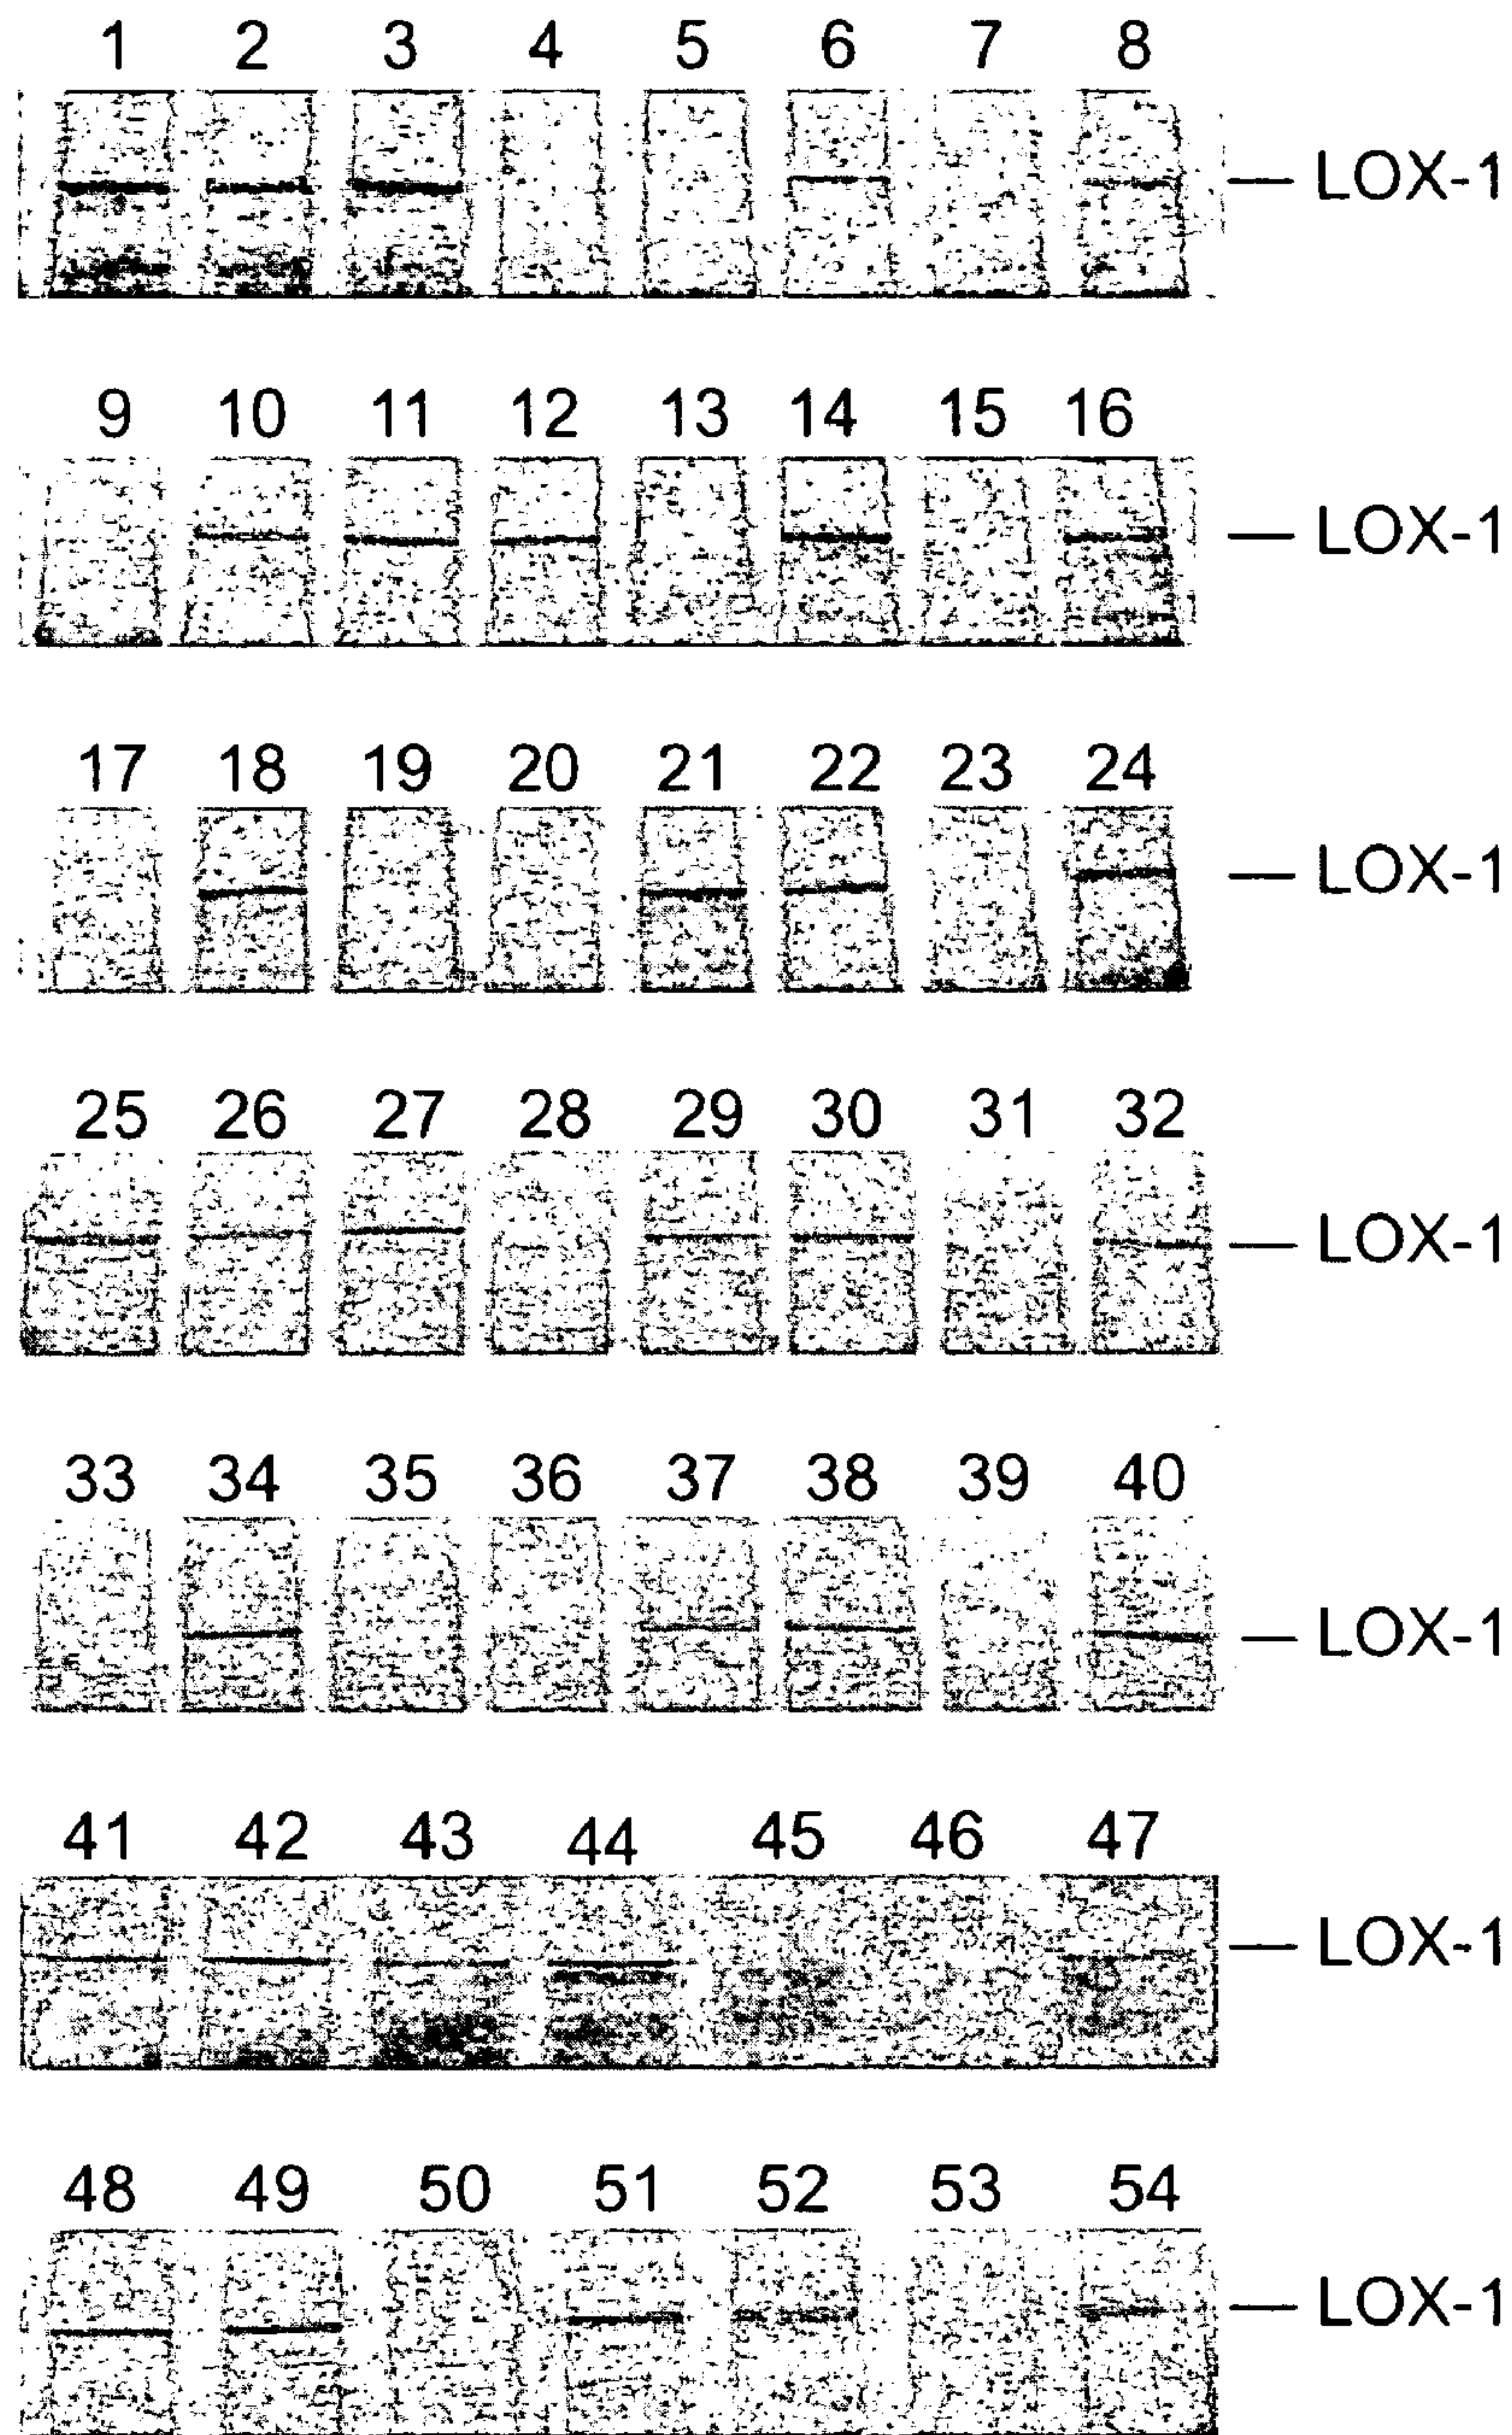 1 2 3 4 5 6 7 8
LOX-1
9 10 11 12 13 14 15 16
LOX-1
17 18 19 20 21 22 23 24
LOX-1
25 26 27 28 29 30 31 32
LOX-1
33 34 35 36 37 38 39 40
LOX-1
41 42 43 44 45 46 47
LOX-1
48 49 50 51 52 53 54
LOX-1